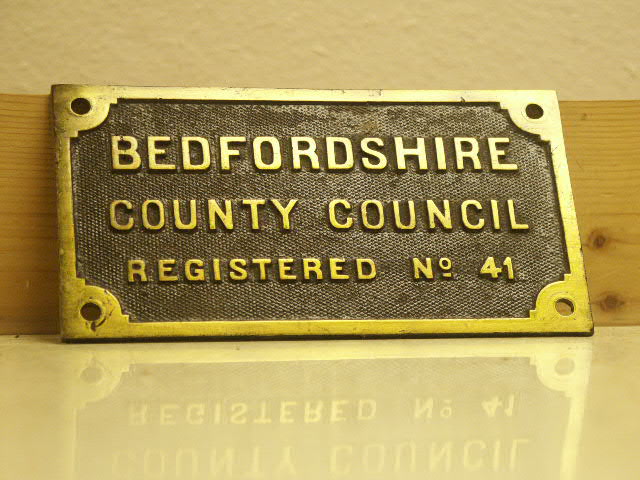 BEDFORDSHIRE
COUNTY COUNCIL
REGISTERED Nº 41